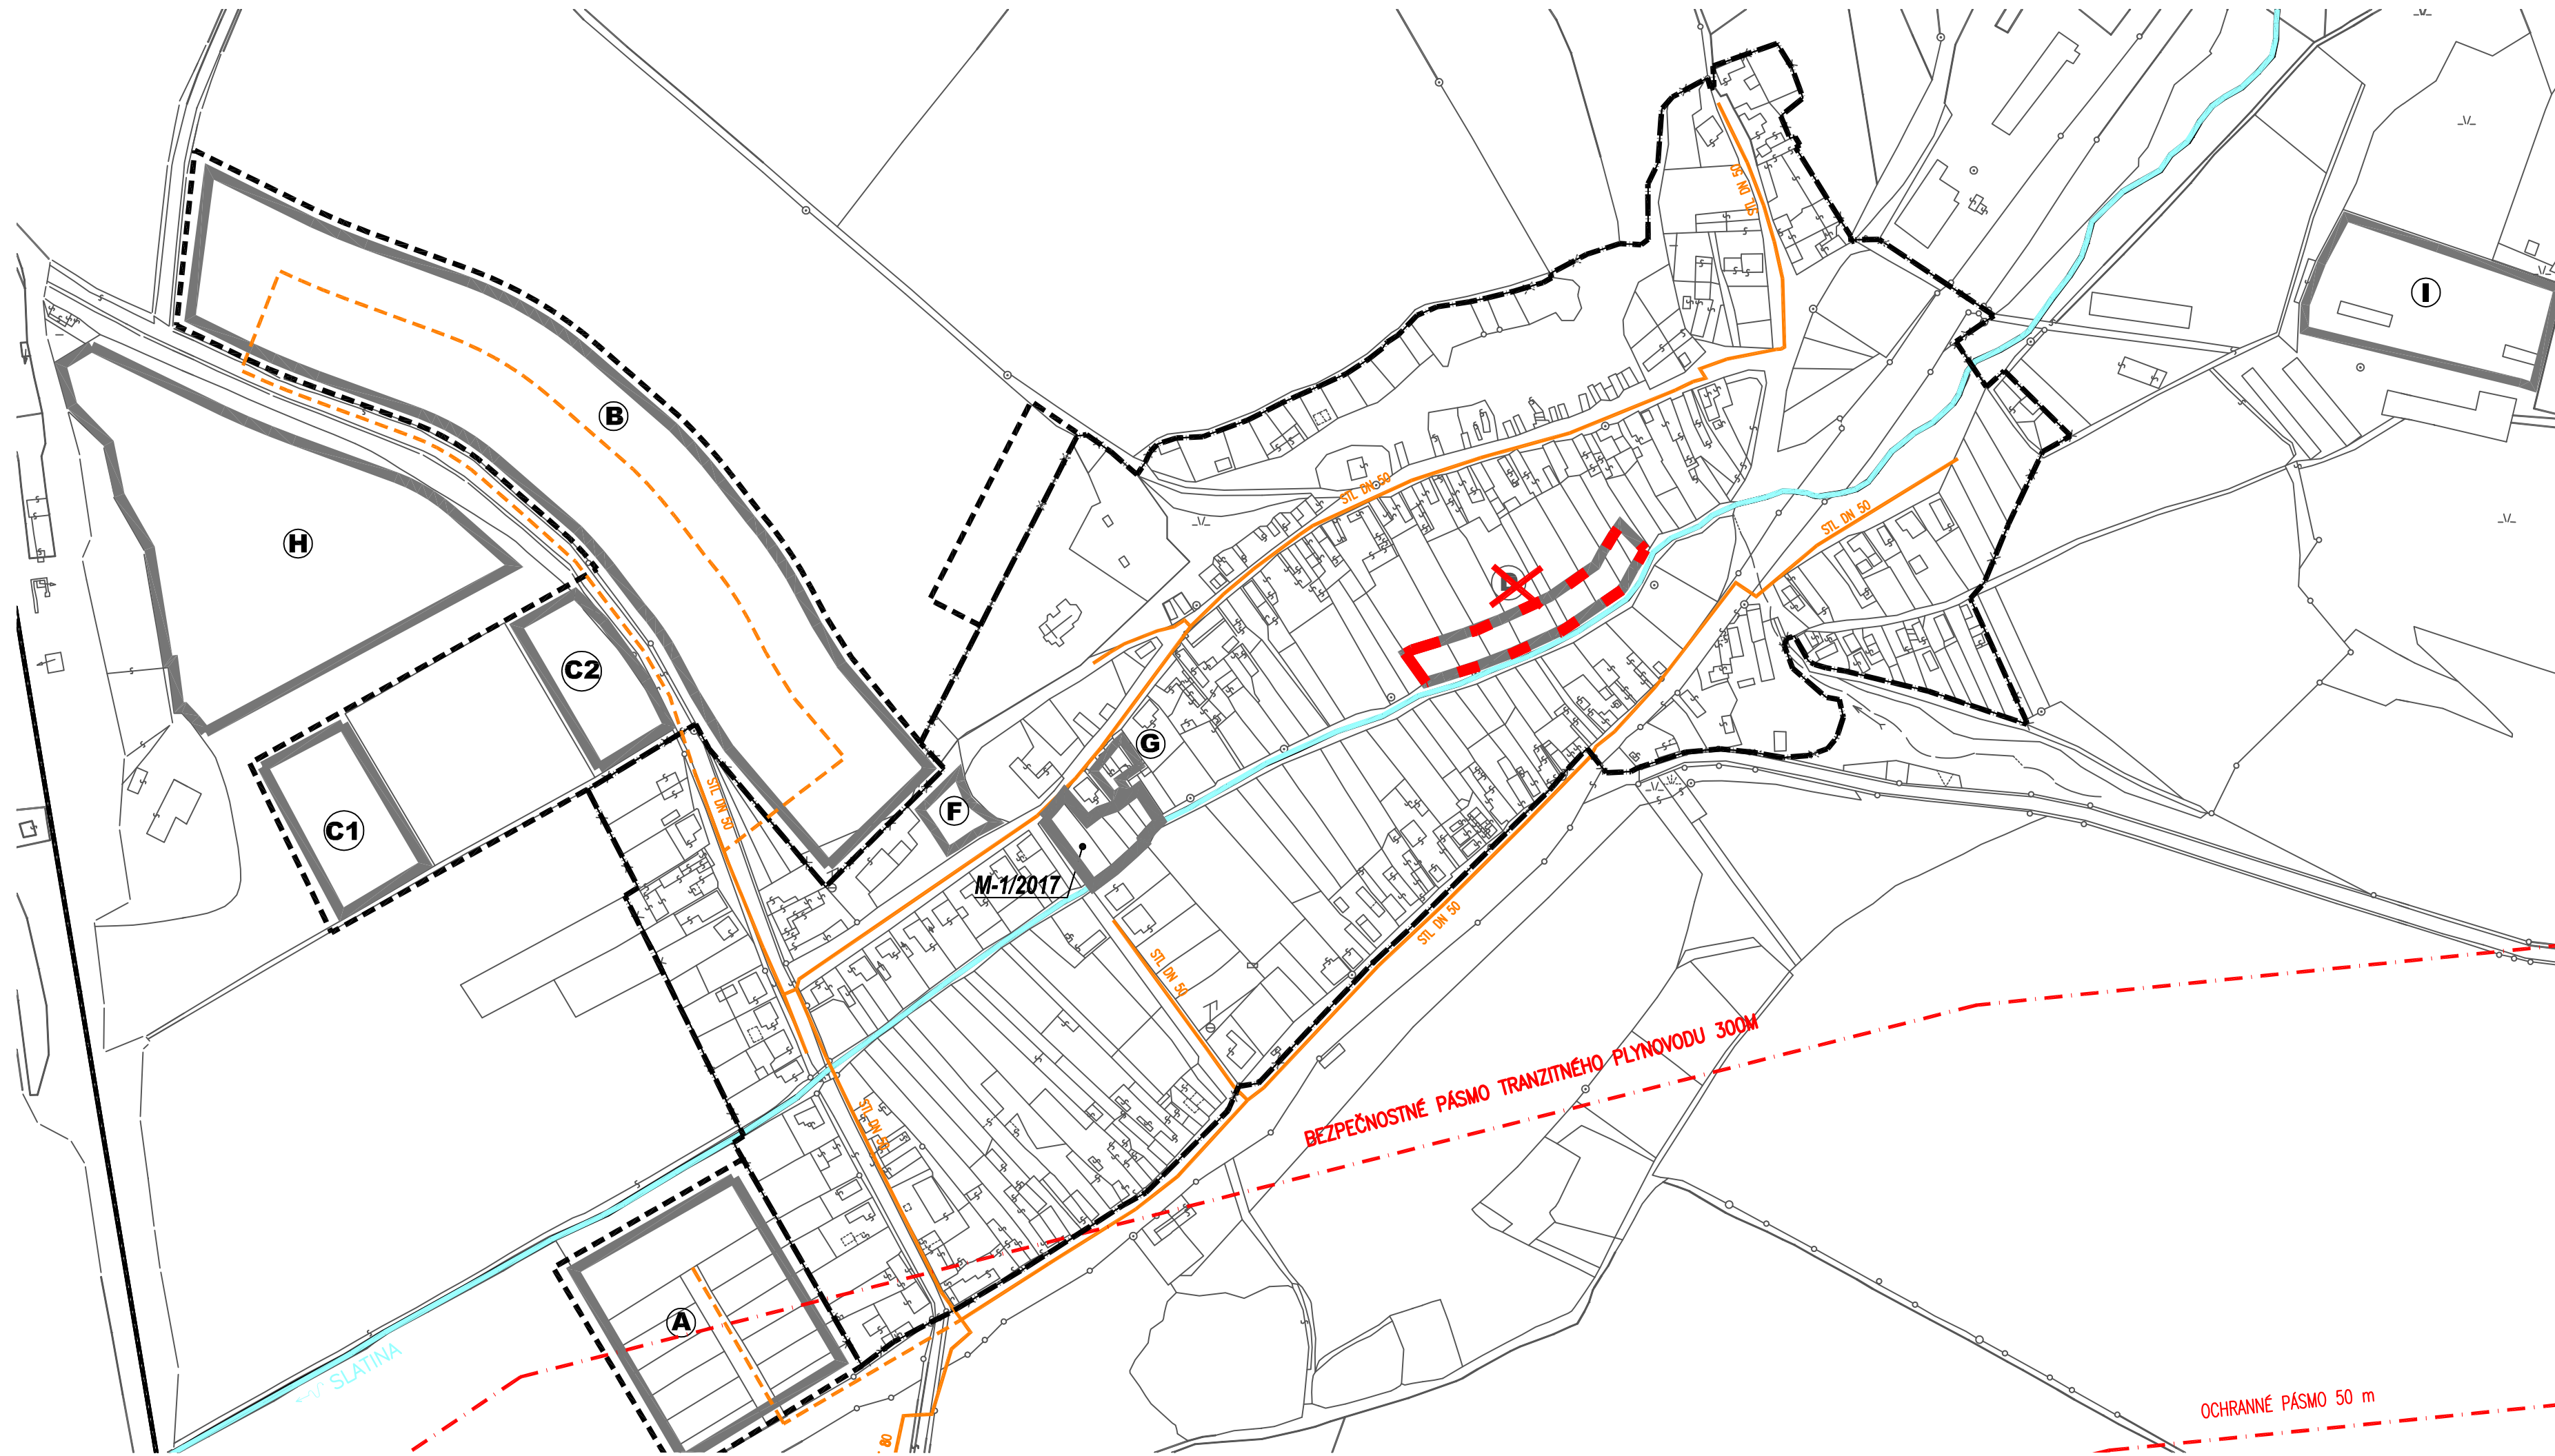 STL DN 50
I
B
STL DN 50
STL DN 50
H
D
C2
G
STL DN 50
F
C1
M-1/2017
STL DN 50
STL DN 50
BEZPEČNOSTNÉ PÁSMO TRANZITNÉHO PLYNOVODU 300M
STL DN 50
A
SLATINA
OCHRANNÉ PÁSMO 50 m
80